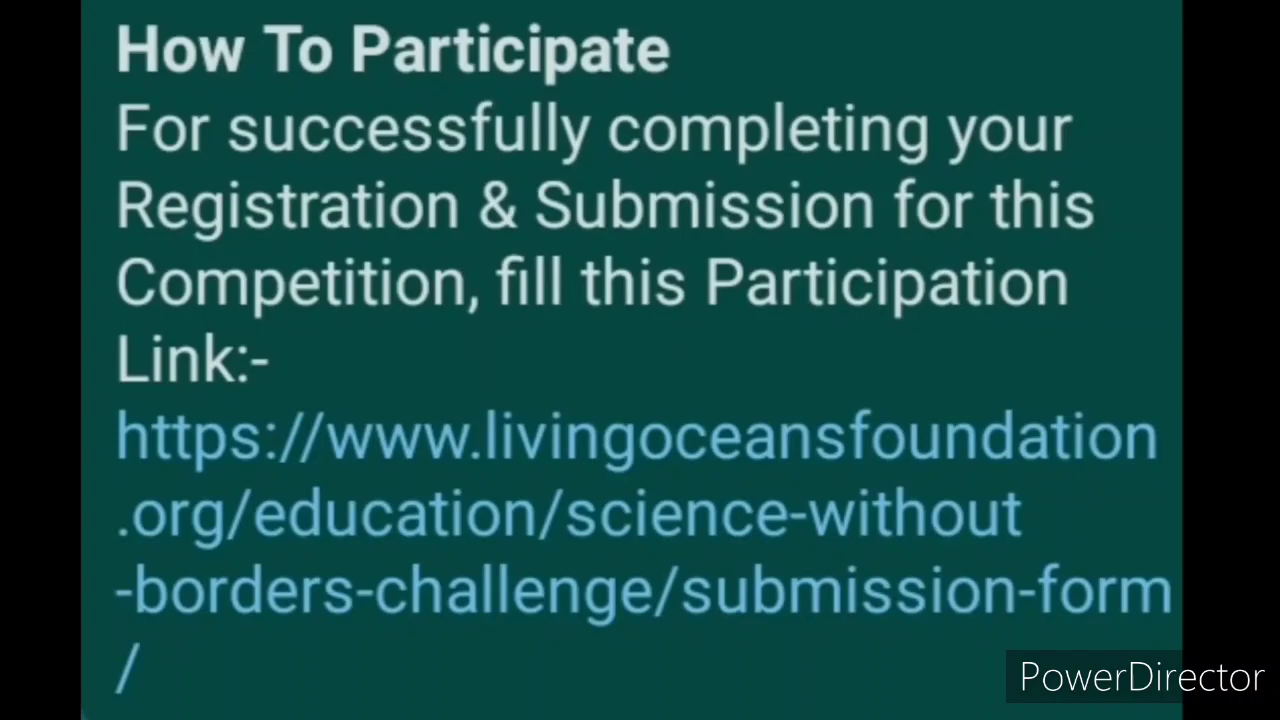 How To Participate
For successfully completing your
Registration & Submission for this
Competition, fill this Participation
Link:-
https://www.livingoceansfoundation
.org/education/science-without
-borders-challenge/submission-form
/
PowerDirector